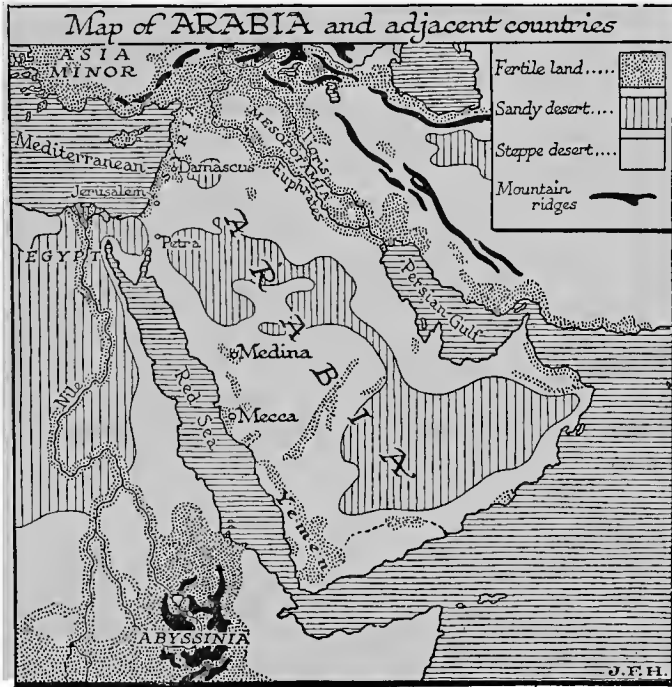 Map of ARABIA and adjacent countries
ASIA
MINOR
Fertile land.....
Sandy desert....
Steppe desert....
Mountain
ridges
Mediterranean
Damascus
MESOPOTAMIA
Tigris
Euphrates
Jerusalem
Petra
EGYPT
ARABIA
Persian Gulf
Medina
Nile
Red
Sea
Mecca
Yemen
ABYSSINIA
J.F.H